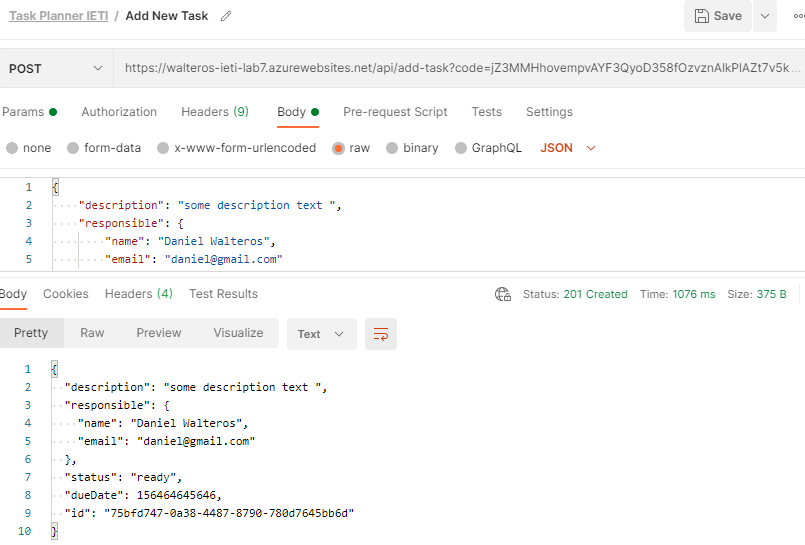 Task Planner IETI / Add New Task
Save
POST
https://walteros-ieti-lab7.azurewebsites.net/api/add-task?code=jZ3MMHhovempvAYF3QyoD358fOzvznAlkPlAZt7v5k...
Params Authorization Headers (9) Body Pre-request Script Tests Settings
none form-data x-www-form-urlencoded raw binary GraphQL JSON
1 {
2 "description": "some description text ",
3 "responsible": {
4 "name": "Daniel Walteros",
5 "email": "daniel@gmail.com"
Body Cookies Headers (4) Test Results Status: 201 Created Time: 1076 ms Size: 375 B
Pretty Raw Preview Visualize Text
1 {
2 "description": "some description text ",
3 "responsible": {
4 "name": "Daniel Walteros",
5 "email": "daniel@gmail.com"
6 },
7 "status": "ready",
8 "dueDate": 156464645646,
9 "id": "75bfd747-0a38-4487-8790-780d7645bb6d"
10 }